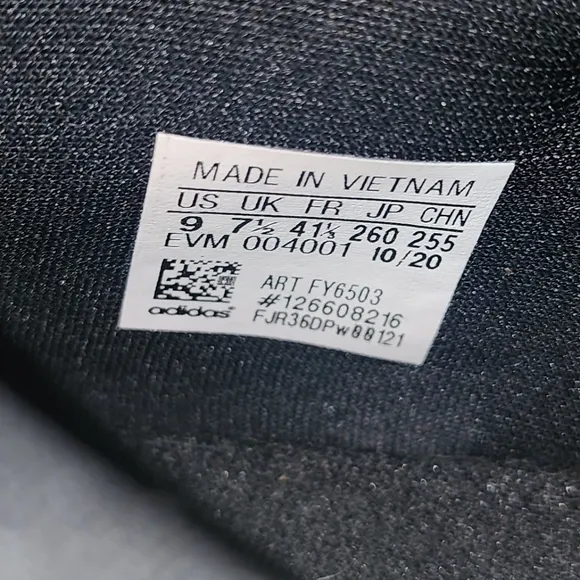 MADE IN VIETNAM
US UK FR JP CHN
9 7½ 41⅓ 260 255
EVM 004001 10/20
ART FY6503
#126608216
FJR36DPw88121
adidas